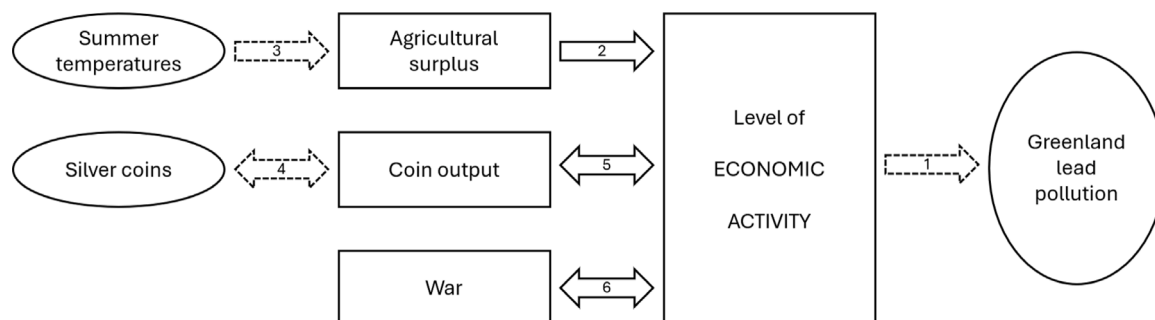 Summer
temperatures
3
Agricultural
surplus
2
Silver coins
4
Coin output
5
War
6
Level of
ECONOMIC
ACTIVITY
1
Greenland
lead
pollution